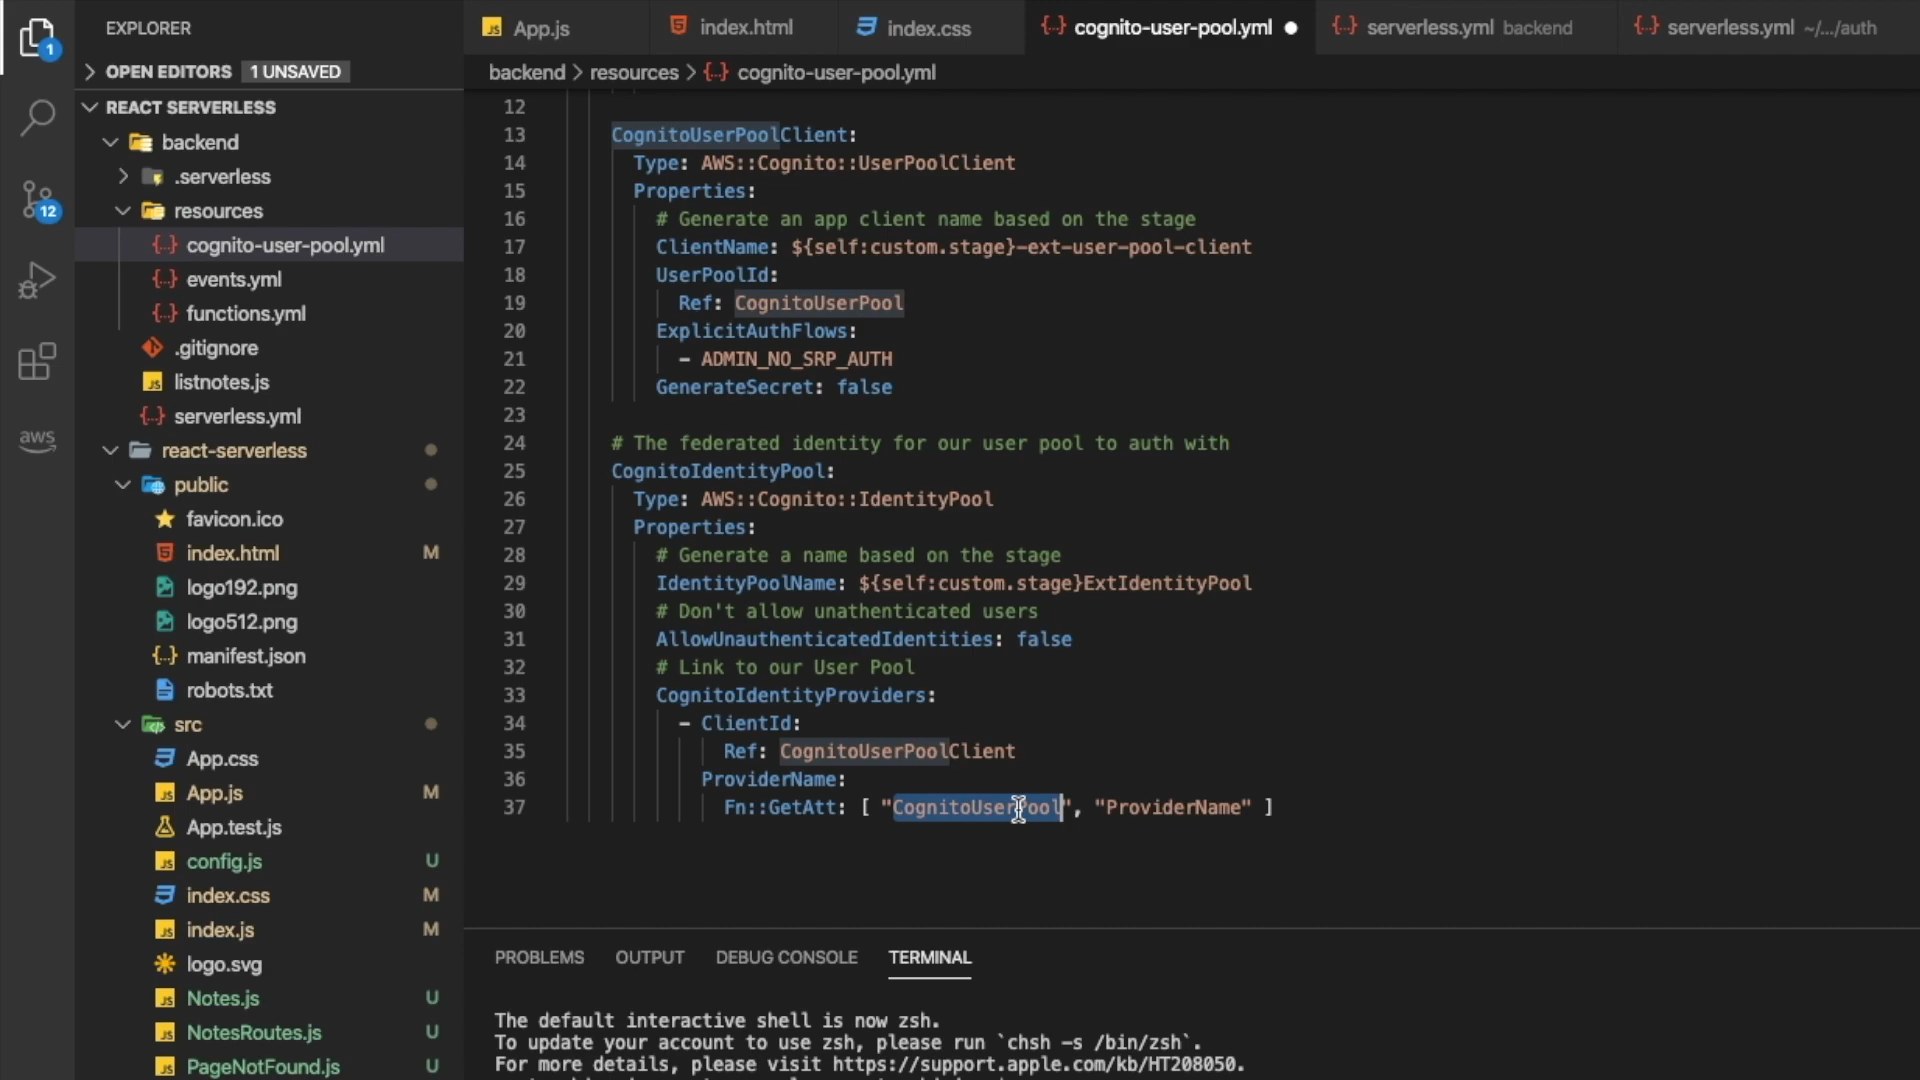 EXPLORER
OPEN EDITORS 1 UNSAVED
REACT SERVERLESS
backend
.serverless
resources
cognito-user-pool.yml
events.yml
functions.yml
.gitignore
listnotes.js
serverless.yml
react-serverless
public
favicon.ico
index.html M
logo192.png
logo512.png
manifest.json
robots.txt
src
App.css
App.js M
App.test.js
config.js U
index.css M
index.js M
logo.svg
Notes.js U
NotesRoutes.js U
PageNotFound.js U
1
12
aws
App.js index.html index.css cognito-user-pool.yml serverless.yml backend serverless.yml ~/.../auth
backend > resources > cognito-user-pool.yml
12
13 CognitoUserPoolClient:
14 Type: AWS::Cognito::UserPoolClient
15 Properties:
16 # Generate an app client name based on the stage
17 ClientName: ${self:custom.stage}-ext-user-pool-client
18 UserPoolId:
19 Ref: CognitoUserPool
20 ExplicitAuthFlows:
21 - ADMIN_NO_SRP_AUTH
22 GenerateSecret: false
23
24 # The federated identity for our user pool to auth with
25 CognitoIdentityPool:
26 Type: AWS::Cognito::IdentityPool
27 Properties:
28 # Generate a name based on the stage
29 IdentityPoolName: ${self:custom.stage}ExtIdentityPool
30 # Don't allow unathenticated users
31 AllowUnauthenticatedIdentities: false
32 # Link to our User Pool
33 CognitoIdentityProviders:
34 - ClientId:
35 Ref: CognitoUserPoolClient
36 ProviderName:
37 Fn::GetAtt: [ "CognitoUserPool", "ProviderName" ]
PROBLEMS OUTPUT DEBUG CONSOLE TERMINAL
The default interactive shell is now zsh.
To update your account to use zsh, please run `chsh -s /bin/zsh`.
For more details, please visit https://support.apple.com/kb/HT208050.